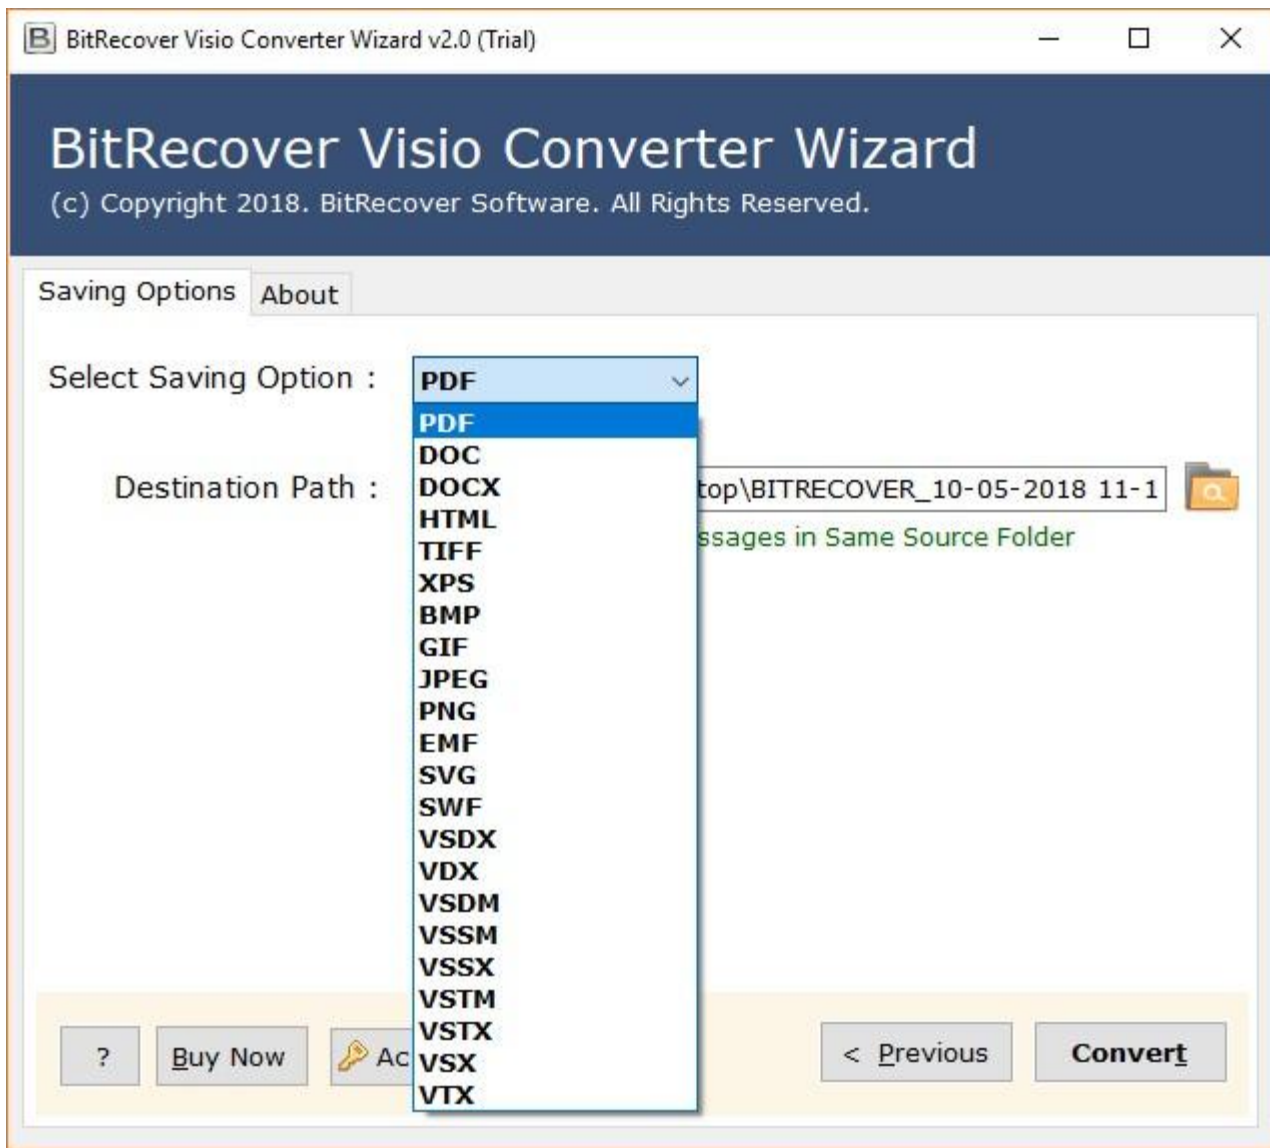 BitRecover Visio Converter Wizard v2.0 (Trial)
BitRecover Visio Converter Wizard
(c) Copyright 2018. BitRecover Software. All Rights Reserved.
Saving Options About
Select Saving Option : PDF
PDF
DOC
Destination Path : top\BITRECOVER_10-05-2018 11-1
DOCX
HTML
ssages in Same Source Folder
TIFF
XPS
BMP
GIF
JPEG
PNG
EMF
SVG
SWF
VSDX
VDX
VSDM
VSSM
VSSX
VSTM
VSTX
VSX
VTX
? Buy Now Ac < Previous Convert